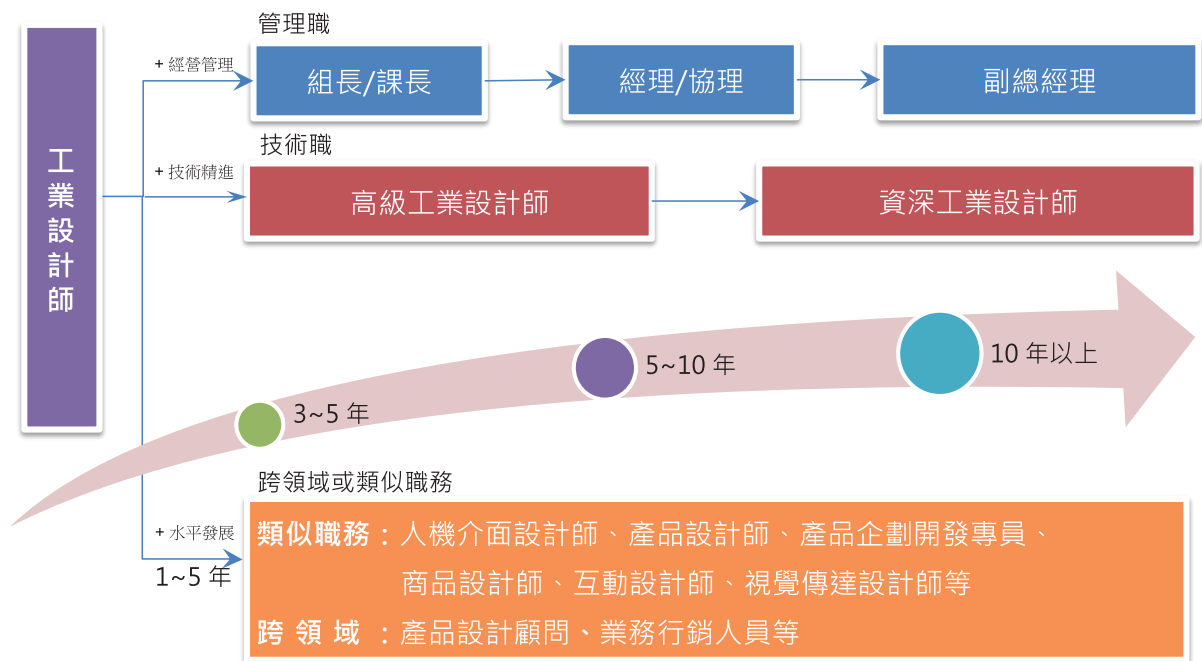 工業設計師
管理職
+ 經營管理
組長/課長
經理/協理
副總經理
技術職
+ 技術精進
高級工業設計師
資深工業設計師
10 年以上
5~10 年
3~5 年
跨領域或類似職務
+ 水平發展
1~5 年
類似職務：人機介面設計師、產品設計師、產品企劃開發專員、
商品設計師、互動設計師、視覺傳達設計師等
跨 領 域 ：產品設計顧問、業務行銷人員等